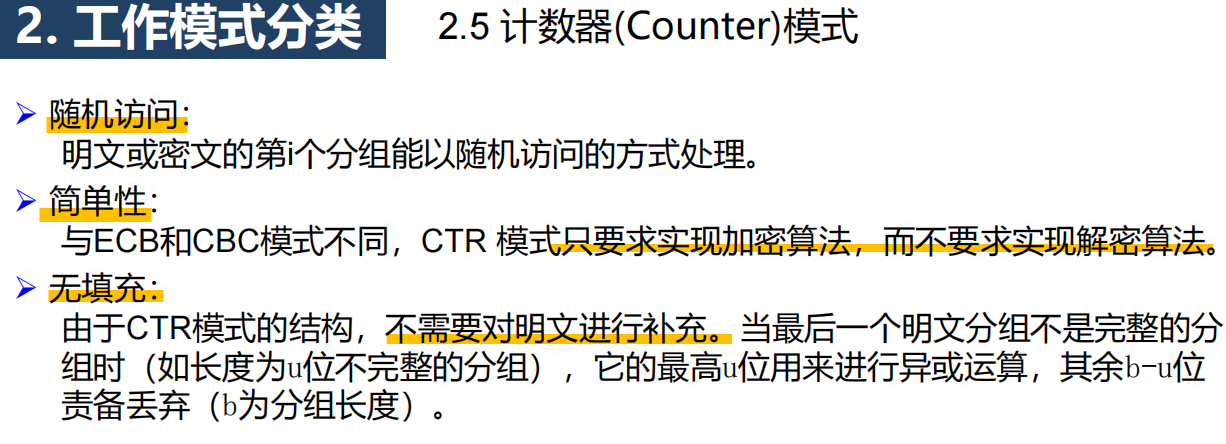 2. 工作模式分类
2.5 计数器(Counter)模式
➢ 随机访问：
明文或密文的第i个分组能以随机访问的方式处理。
➢ 简单性：
与ECB和CBC模式不同，CTR 模式只要求实现加密算法，而不要求实现解密算法。
➢ 无填充：
由于CTR模式的结构，不需要对明文进行补充。当最后一个明文分组不是完整的分
组时（如长度为u位不完整的分组），它的最高u位用来进行异或运算，其余b-u位
责备丢弃（b为分组长度）。